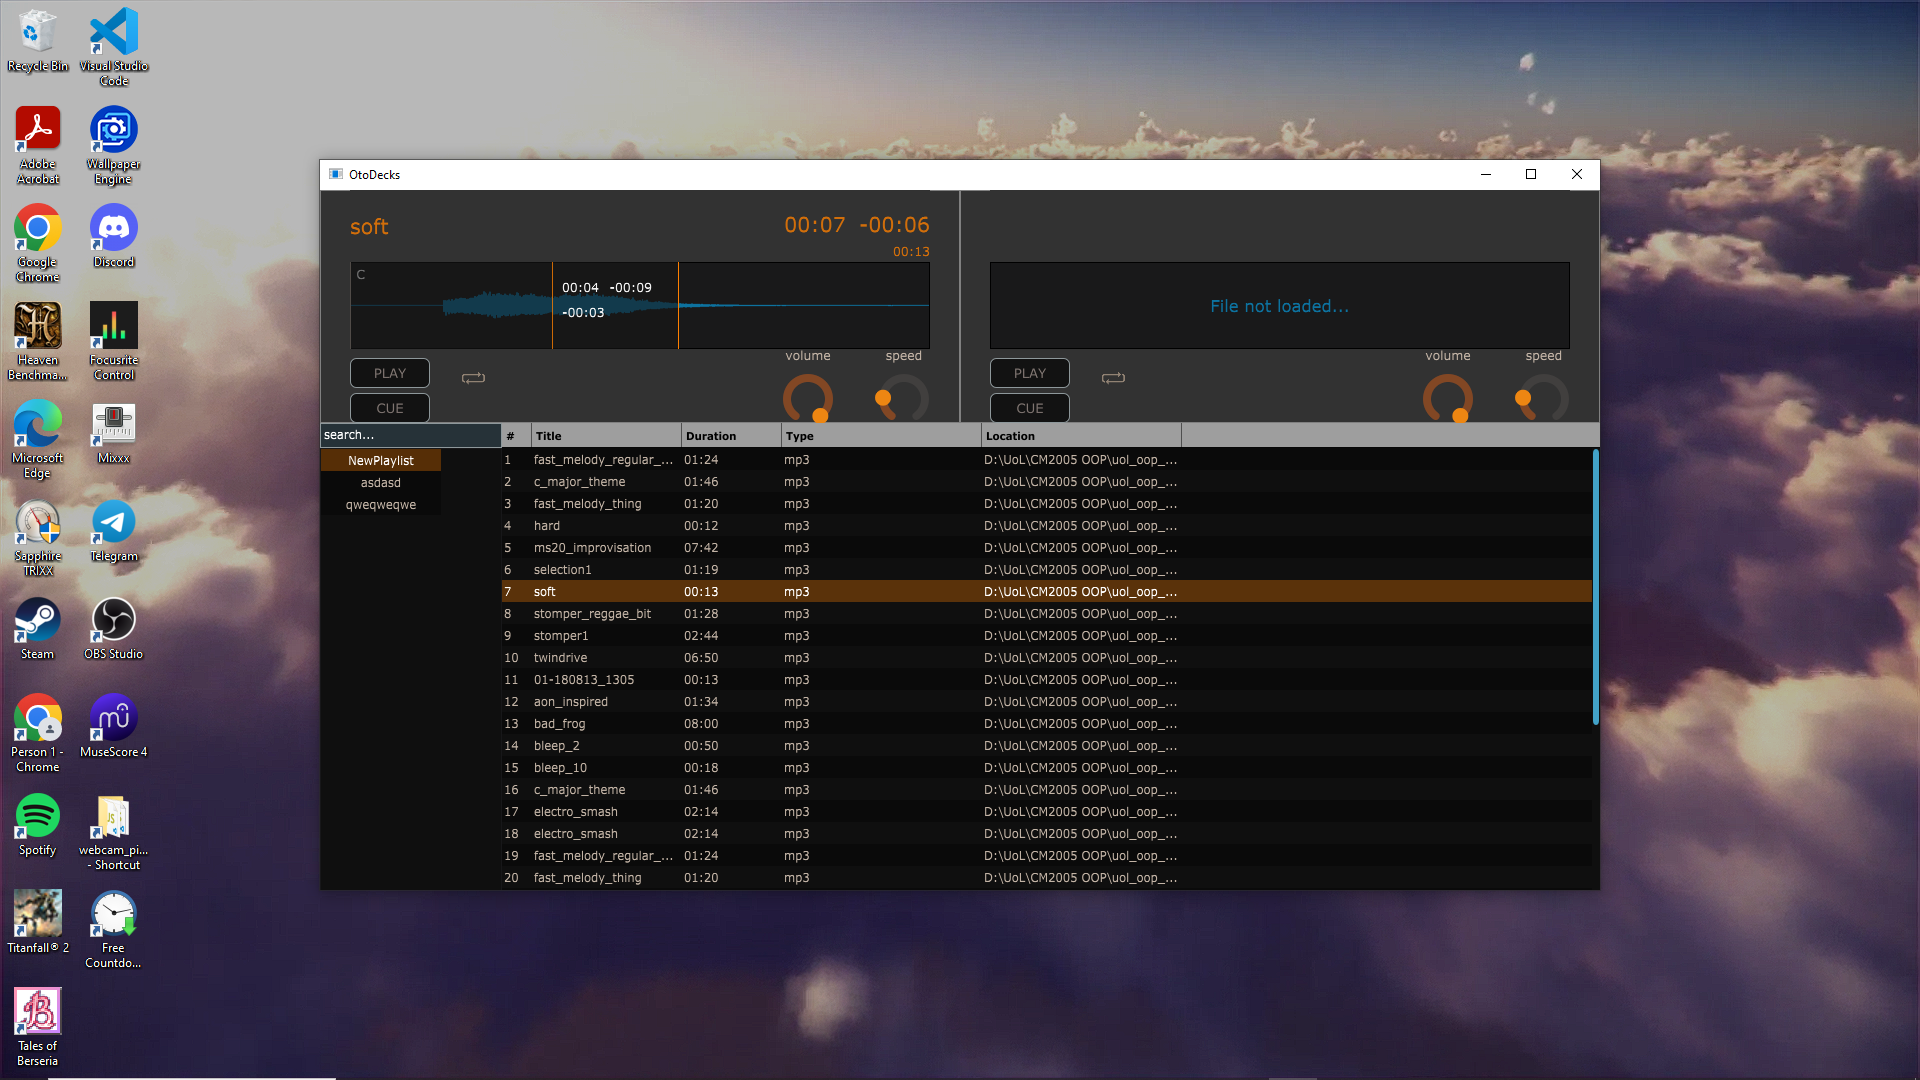 Recycle Bin
Visual Studio
Code
Adobe
Acrobat
Wallpaper
Engine
Google
Chrome
Discord
Heaven
Benchma...
Focusrite
Control
Microsoft
Edge
Mixxx
Sapphire
TRIXX
Telegram
Steam
OBS Studio
Person 1 -
Chrome
MuseScore 4
Spotify
webcam_pi...
- Shortcut
Titanfall® 2
Free
Countdo...
Tales of
Berseria
OtoDecks
soft
00:07 -00:06
00:13
C
00:04 -00:09
-00:03
PLAY
CUE
volume speed
File not loaded...
PLAY
CUE
volume speed
search...
NewPlaylist
asdasd
qweqweqwe
# Title Duration Type Location
1 fast_melody_regular_... 01:24 mp3 D:\UoL\CM2005 OOP\uol_oop_...
2 c_major_theme 01:46 mp3 D:\UoL\CM2005 OOP\uol_oop_...
3 fast_melody_thing 01:20 mp3 D:\UoL\CM2005 OOP\uol_oop_...
4 hard 00:12 mp3 D:\UoL\CM2005 OOP\uol_oop_...
5 ms20_improvisation 07:42 mp3 D:\UoL\CM2005 OOP\uol_oop_...
6 selection1 01:19 mp3 D:\UoL\CM2005 OOP\uol_oop_...
7 soft 00:13 mp3 D:\UoL\CM2005 OOP\uol_oop_...
8 stomper_reggae_bit 01:28 mp3 D:\UoL\CM2005 OOP\uol_oop_...
9 stomper1 02:44 mp3 D:\UoL\CM2005 OOP\uol_oop_...
10 twindrive 06:50 mp3 D:\UoL\CM2005 OOP\uol_oop_...
11 01-180813_1305 00:13 mp3 D:\UoL\CM2005 OOP\uol_oop_...
12 aon_inspired 01:34 mp3 D:\UoL\CM2005 OOP\uol_oop_...
13 bad_frog 08:00 mp3 D:\UoL\CM2005 OOP\uol_oop_...
14 bleep_2 00:50 mp3 D:\UoL\CM2005 OOP\uol_oop_...
15 bleep_10 00:18 mp3 D:\UoL\CM2005 OOP\uol_oop_...
16 c_major_theme 01:46 mp3 D:\UoL\CM2005 OOP\uol_oop_...
17 electro_smash 02:14 mp3 D:\UoL\CM2005 OOP\uol_oop_...
18 electro_smash 02:14 mp3 D:\UoL\CM2005 OOP\uol_oop_...
19 fast_melody_regular_... 01:24 mp3 D:\UoL\CM2005 OOP\uol_oop_...
20 fast_melody_thing 01:20 mp3 D:\UoL\CM2005 OOP\uol_oop_...